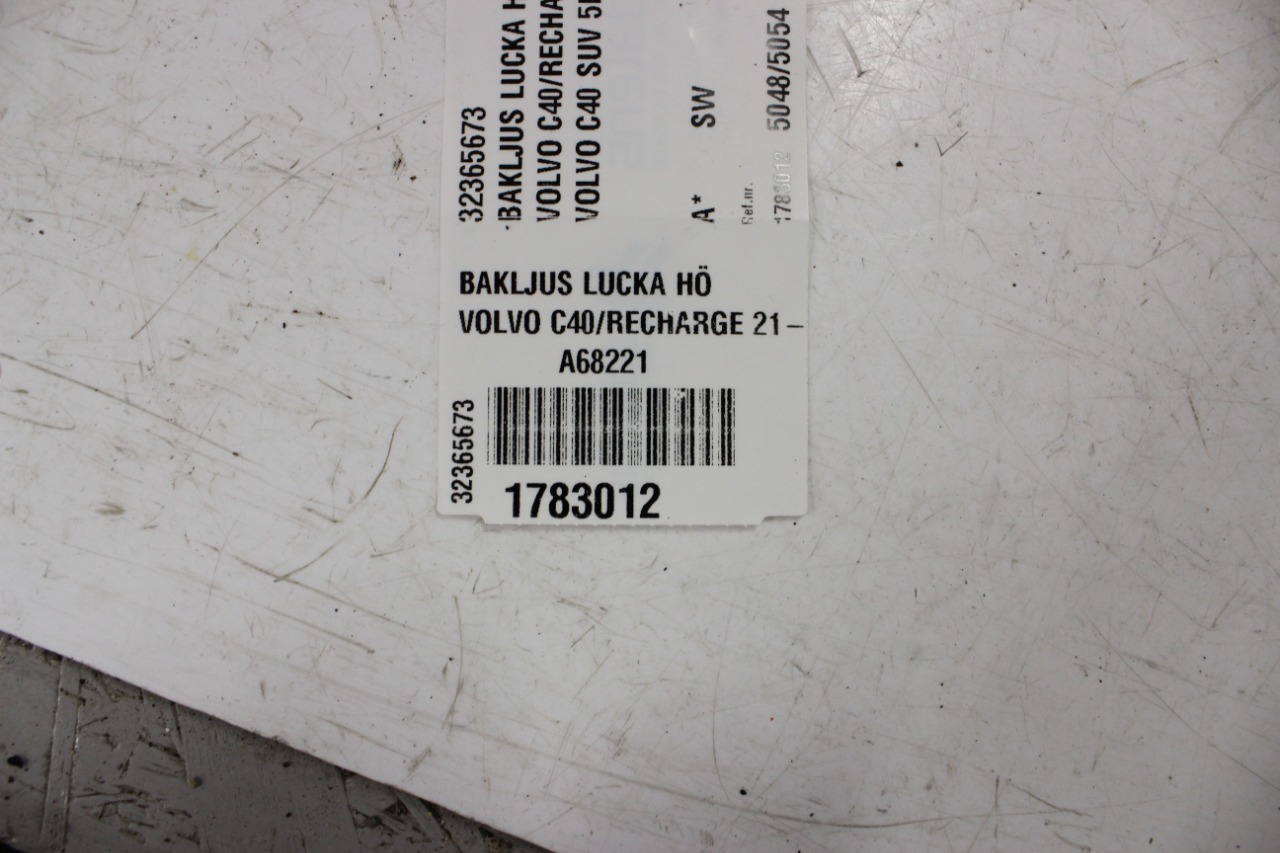 32365673
BAKLJUS LUCKA H
VOLVO C40/RECHA
VOLVO C40 SUV
A* SW
Ref.nr.
1783012 5048/5054
BAKLJUS LUCKA HÖ
VOLVO C40/RECHARGE 21–
A68221
32365673
1783012